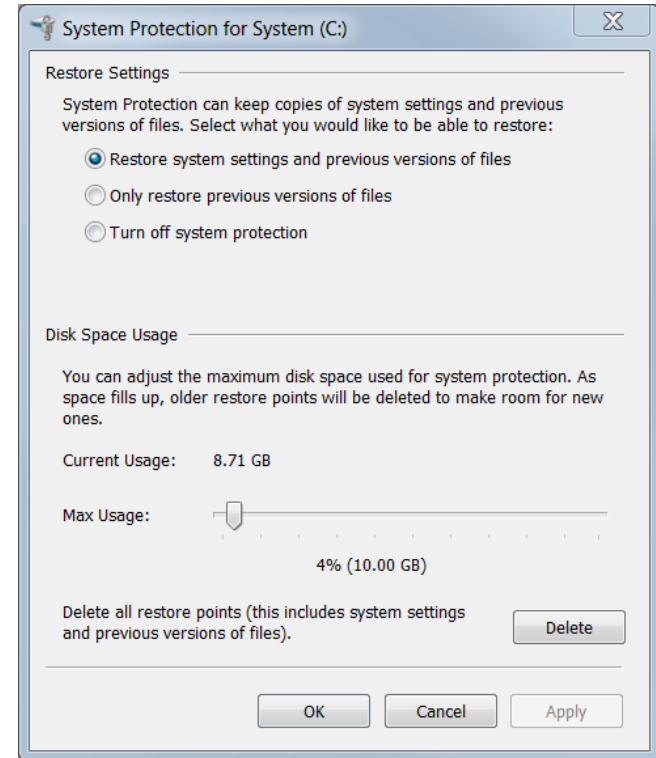 System Protection for System (C:)
Restore Settings
System Protection can keep copies of system settings and previous
versions of files. Select what you would like to be able to restore:
Restore system settings and previous versions of files
Only restore previous versions of files
Turn off system protection
Disk Space Usage
You can adjust the maximum disk space used for system protection. As
space fills up, older restore points will be deleted to make room for new
ones.
Current Usage: 8.71 GB
Max Usage:
4% (10.00 GB)
Delete all restore points (this includes system settings
and previous versions of files).
Delete
OK Cancel Apply